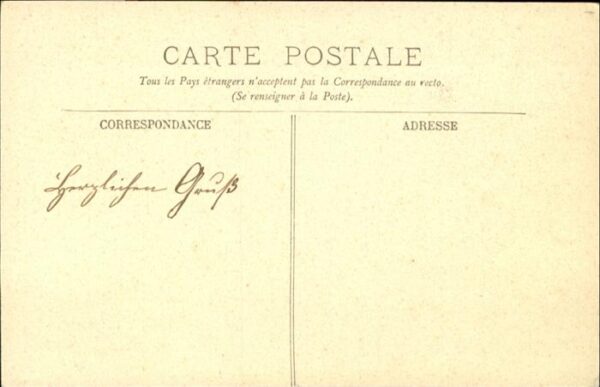 CARTE POSTALE
Tous les Pays étrangers n'acceptent pas la Correspondance au recto.
(Se renseigner à la Poste).
CORRESPONDANCE
ADRESSE
Herzlichen Gruß